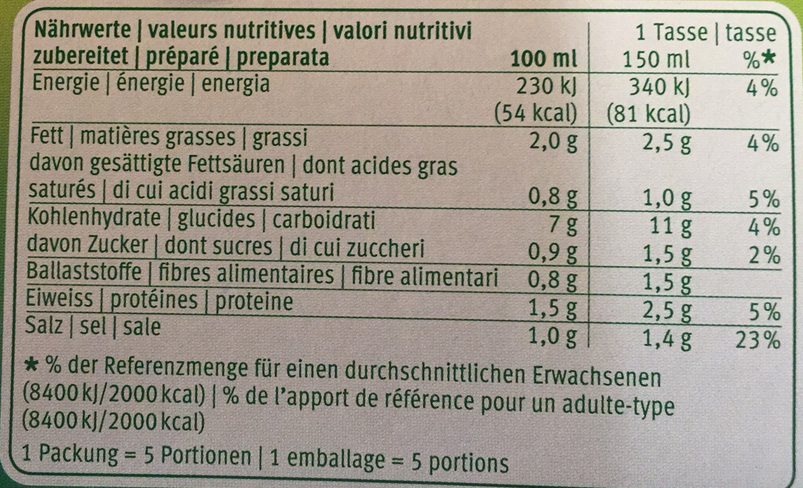 Nährwerte | valeurs nutritives | valori nutritivi 1 Tasse | tasse
zubereitet | préparé | preparata 100 ml 150 ml %*
Energie | énergie | energia 230 kJ 340 kJ 4%
(54 kcal) (81 kcal)
Fett | matières grasses | grassi 2,0 g 2,5 g 4%
davon gesättigte Fettsäuren | dont acides gras
saturés | di cui acidi grassi saturi 0,8 g 1,0 g 5%
Kohlenhydrate | glucides | carboidrati 7 g 11 g 4%
davon Zucker | dont sucres | di cui zuccheri 0,9 g 1,5 g 2%
Ballaststoffe | fibres alimentaires | fibre alimentari 0,8 g 1,5 g
Eiweiss | protéines | proteine 1,5 g 2,5 g 5%
Salz | sel | sale 1,0 g 1,4 g 23%
* % der Referenzmenge für einen durchschnittlichen Erwachsenen
(8400 kJ/2000 kcal) | % de l'apport de référence pour un adulte-type
(8400 kJ/2000 kcal)
1 Packung = 5 Portionen | 1 emballage = 5 portions